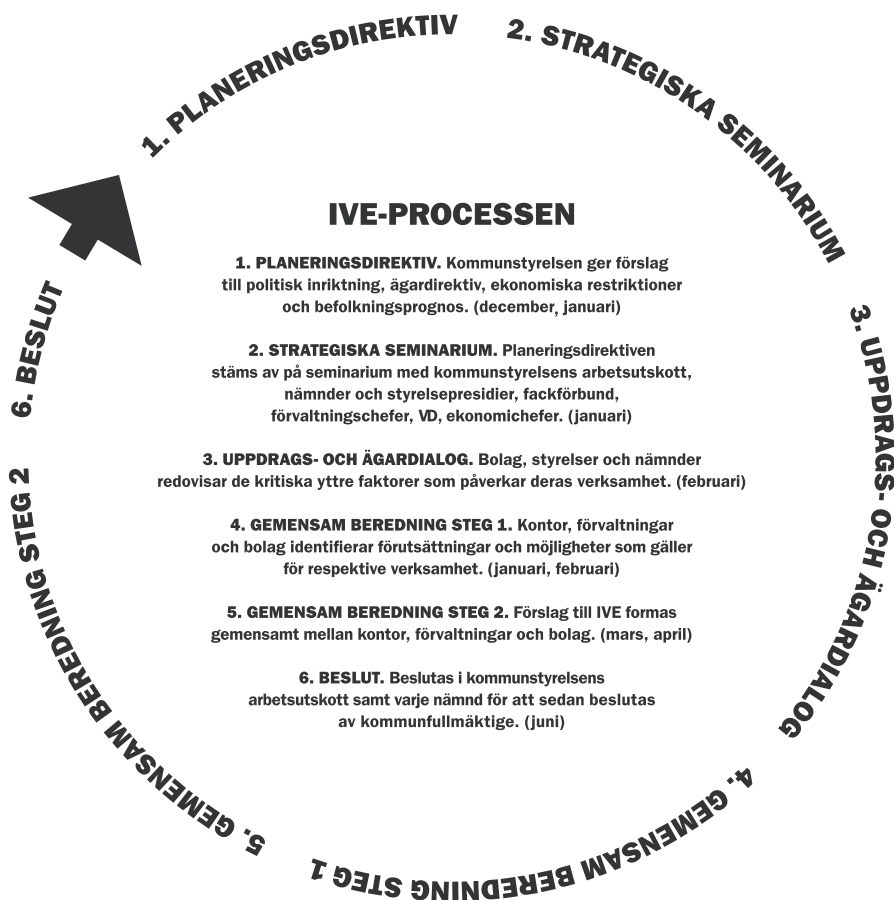 1. PLANERINGSDIREKTIV
2. STRATEGISKA SEMINARIUM
3. UPPDRAGS- OCH ÄGARDIALOG
4. GEMENSAM BEREDNING STEG 1
5. GEMENSAM BEREDNING STEG 2
6. BESLUT
IVE-PROCESSEN
1. PLANERINGSDIREKTIV. Kommunstyrelsen ger förslag
till politisk inriktning, ägardirektiv, ekonomiska restriktioner
och befolkningsprognos. (december, januari)
2. STRATEGISKA SEMINARIUM. Planeringsdirektiven
stäms av på seminarium med kommunstyrelsens arbetsutskott,
nämnder och styrelsepresidier, fackförbund,
förvaltningschefer, VD, ekonomichefer. (januari)
3. UPPDRAGS- OCH ÄGARDIALOG. Bolag, styrelser och nämnder
redovisar de kritiska yttre faktorer som påverkar deras verksamhet. (februari)
4. GEMENSAM BEREDNING STEG 1. Kontor, förvaltningar
och bolag identifierar förutsättningar och möjligheter som gäller
för respektive verksamhet. (januari, februari)
5. GEMENSAM BEREDNING STEG 2. Förslag till IVE formas
gemensamt mellan kontor, förvaltningar och bolag. (mars, april)
6. BESLUT. Beslutas i kommunstyrelsens
arbetsutskott samt varje nämnd för att sedan beslutas
av kommunfullmäktige. (juni)